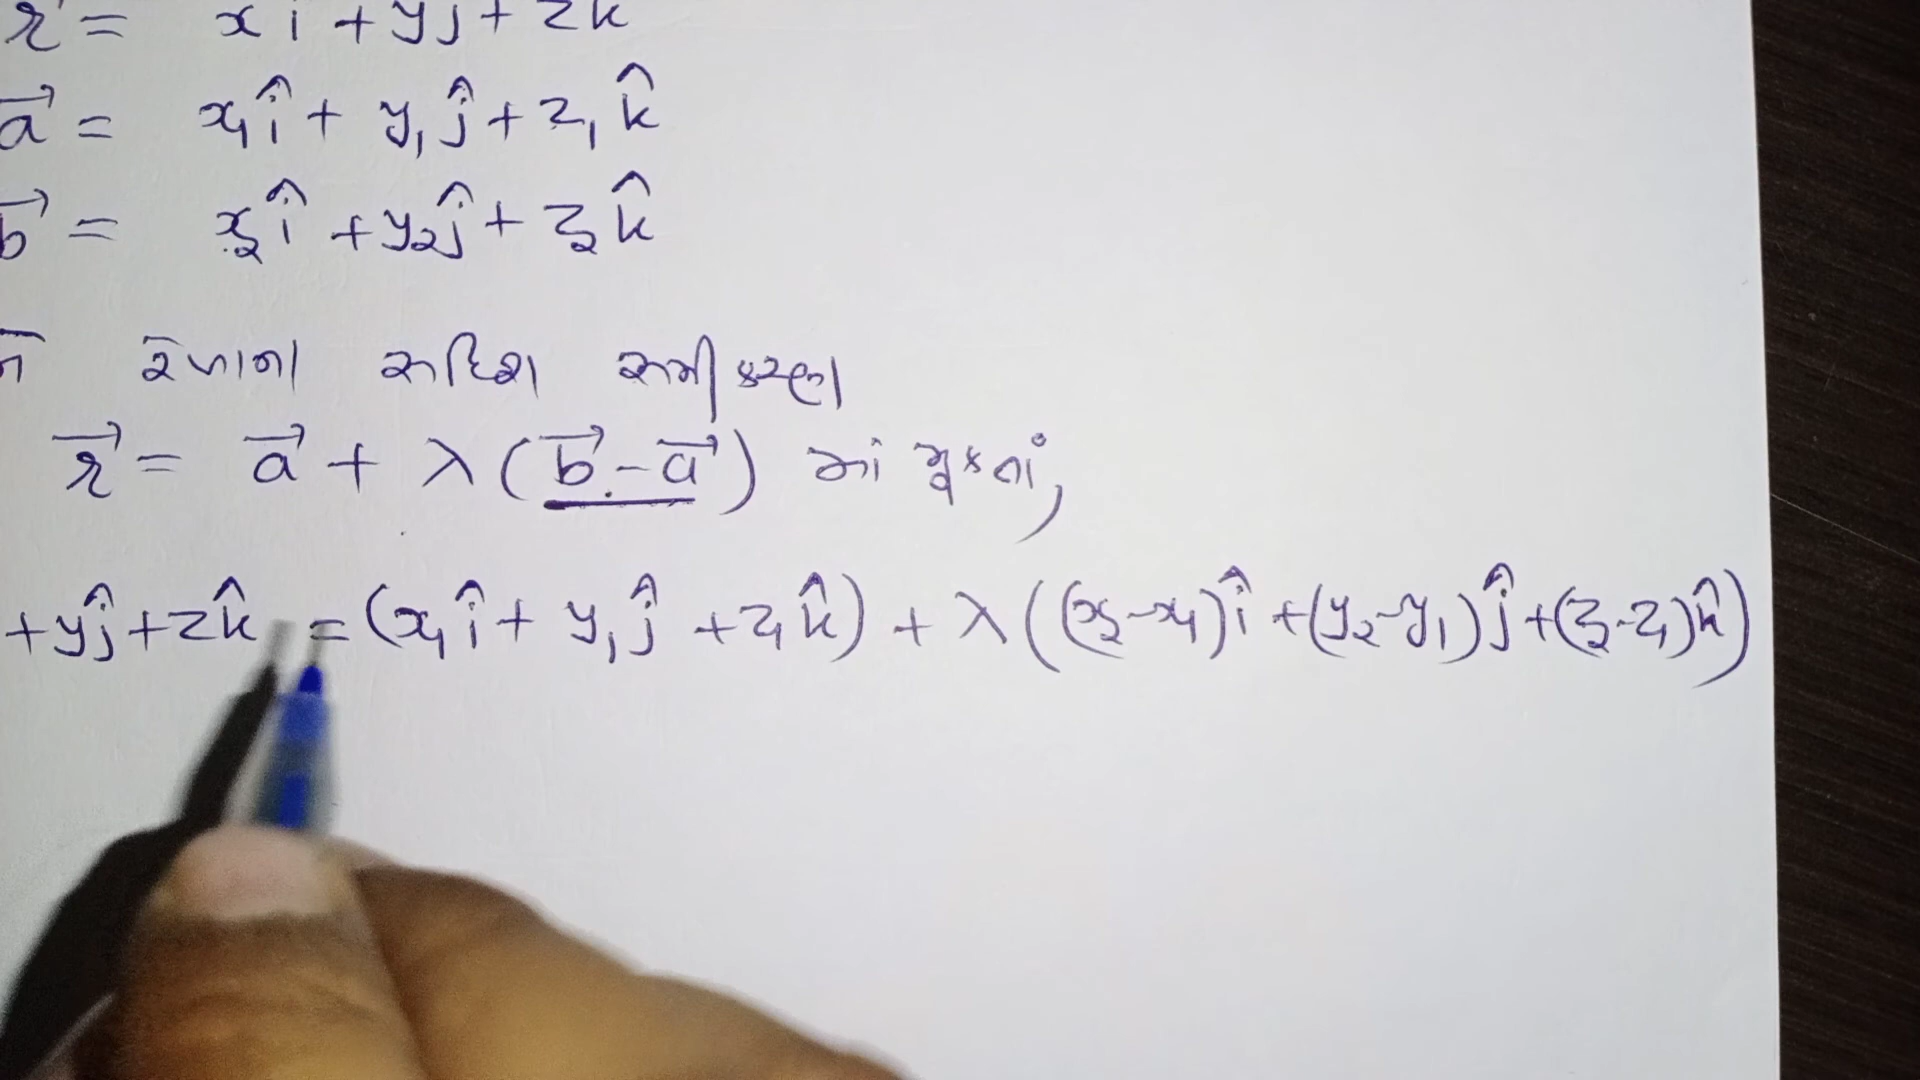 r = xi + yj + zk
a⃗ = x₁î + y₁ĵ + z₁k̂
b⃗ = x₂î + y₂ĵ + z₂k̂
રેખાના સદિશ સમીકરણ
r⃗ = a⃗ + λ(b⃗ - a⃗) માં મૂકતાં,
+ yĵ + zk̂ = (x₁î + y₁ĵ + z₁k̂) + λ((x₂-x₁)î + (y₂-y₁)ĵ + (z₂-z₁)k̂)